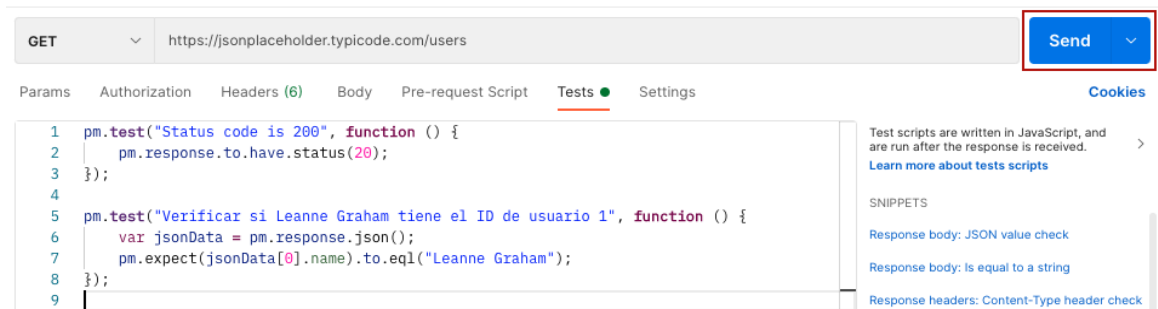 GET https://jsonplaceholder.typicode.com/users Send
Params Authorization Headers (6) Body Pre-request Script Tests Settings Cookies
1 pm.test("Status code is 200", function () {
2 pm.response.to.have.status(20);
3 });
4
5 pm.test("Verificar si Leanne Graham tiene el ID de usuario 1", function () {
6 var jsonData = pm.response.json();
7 pm.expect(jsonData[0].name).to.eql("Leanne Graham");
8 });
9
Test scripts are written in JavaScript, and
are run after the response is received.
Learn more about tests scripts
SNIPPETS
Response body: JSON value check
Response body: Is equal to a string
Response headers: Content-Type header check